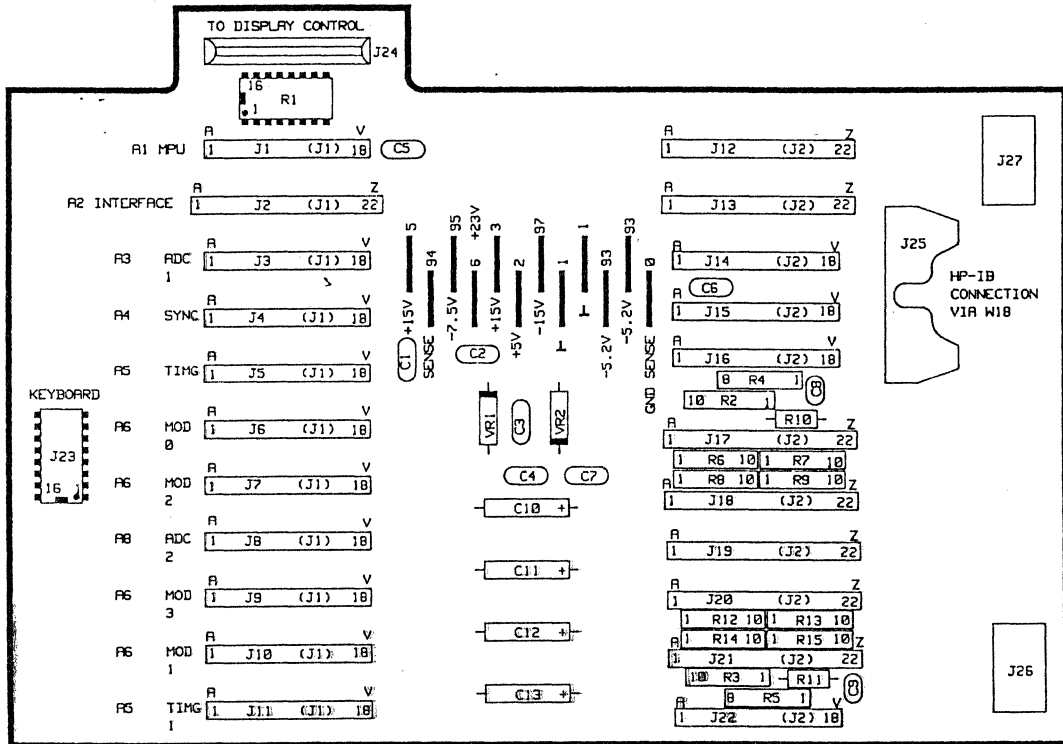 TO DISPLAY CONTROL
J24
16
R1
1
A V
A1 MPU 1 J1 (J1) 18 C5
A Z
1 J12 (J2) 22
J27
A Z
A2 INTERFACE 1 J2 (J1) 22
A Z
1 J13 (J2) 22
A V
A3 ADC 1 J3 (J1) 18
1
A V
1 J14 (J2) 18
C6
J25
HP-IB
CONNECTION
VIA W18
5 95 +23V 3 97 1 93
94 6 2 1 93 0
+15V -7.5V +15V -15V ⊥ -5.2V
SENSE +5V ⊥ -5.2V GND SENSE
C1 C2
A V
A4 SYNC 1 J4 (J1) 18
A V
1 J15 (J2) 18
A V
A5 TIMG 1 J5 (J1) 18
A V
1 J16 (J2) 18
8 R4 1 C8
10 R2 1
R10
VR1 C3 VR2
KEYBOARD
J23
16 1
A V
A6 MOD 1 J6 (J1) 18
0
A Z
1 J17 (J2) 22
1 R6 10 1 R7 10
1 R8 10 1 R9 10
C4 C7
A V
A6 MOD 1 J7 (J1) 18
2
A Z
1 J18 (J2) 22
C10 +
A V
A8 ADC 1 J8 (J1) 18
2
A Z
1 J19 (J2) 22
C11 +
A V
A6 MOD 1 J9 (J1) 18
3
A Z
1 J20 (J2) 22
1 R12 10 1 R13 10
1 R14 10 1 R15 10
C12 +
A V
A6 MOD 1 J10 (J1) 18
1
A Z
1 J21 (J2) 22
10 R3 1 R11 C9
8 R5 1
J26
C13 +
A V
A5 TIMG 1 J11 (J1) 18
1
A V
1 J22 (J2) 18